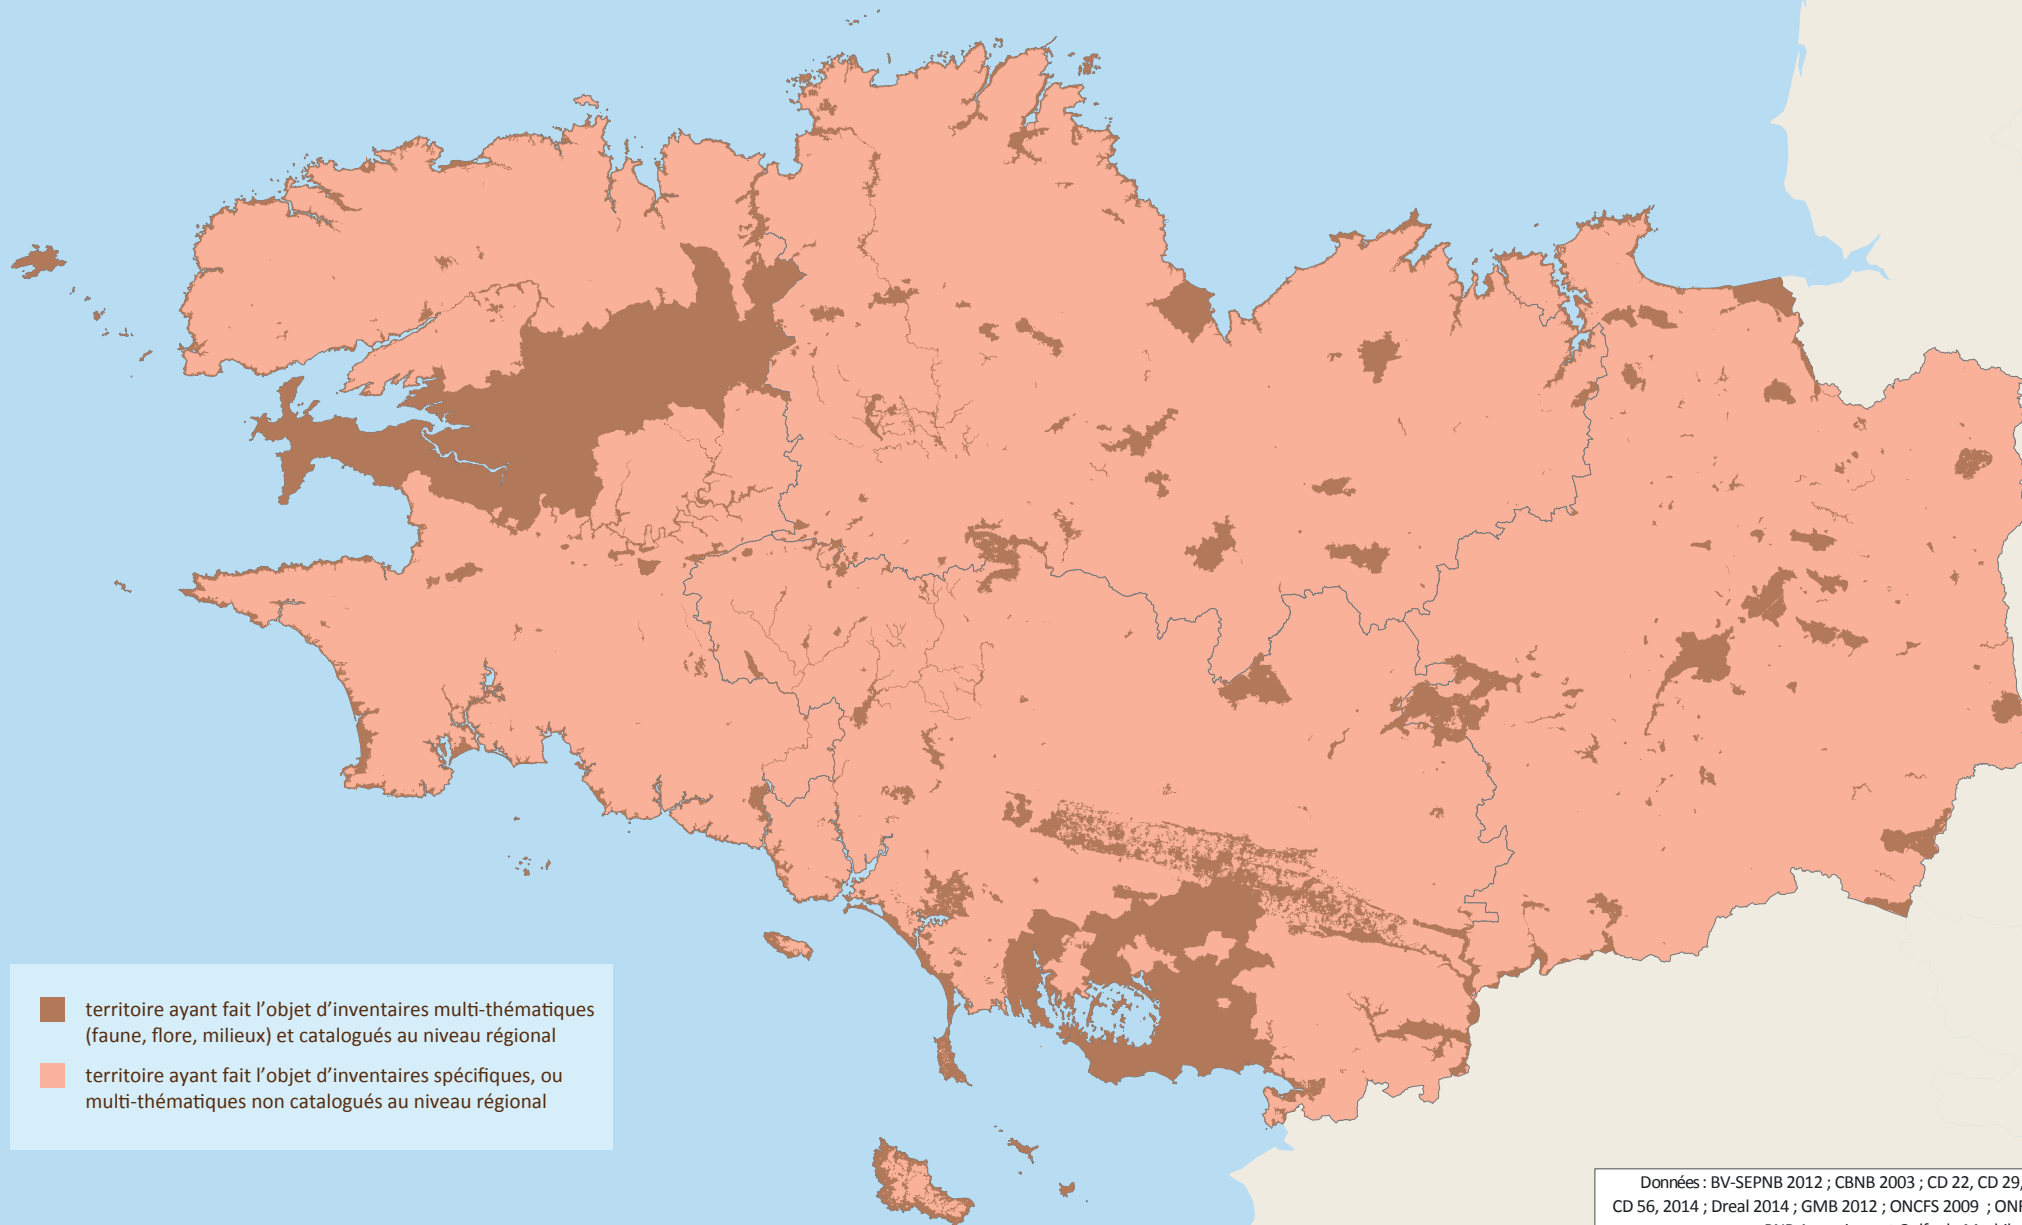 territoire ayant fait l’objet d’inventaires multi-thématiques
(faune, flore, milieux) et catalogués au niveau régional
territoire ayant fait l’objet d’inventaires spécifiques, ou
multi-thématiques non catalogués au niveau régional
Données : BV-SEPNB 2012 ; CBNB 2003 ; CD 22, CD 29,
CD 56, 2014 ; Dreal 2014 ; GMB 2012 ; ONCFS 2009 ; ONF